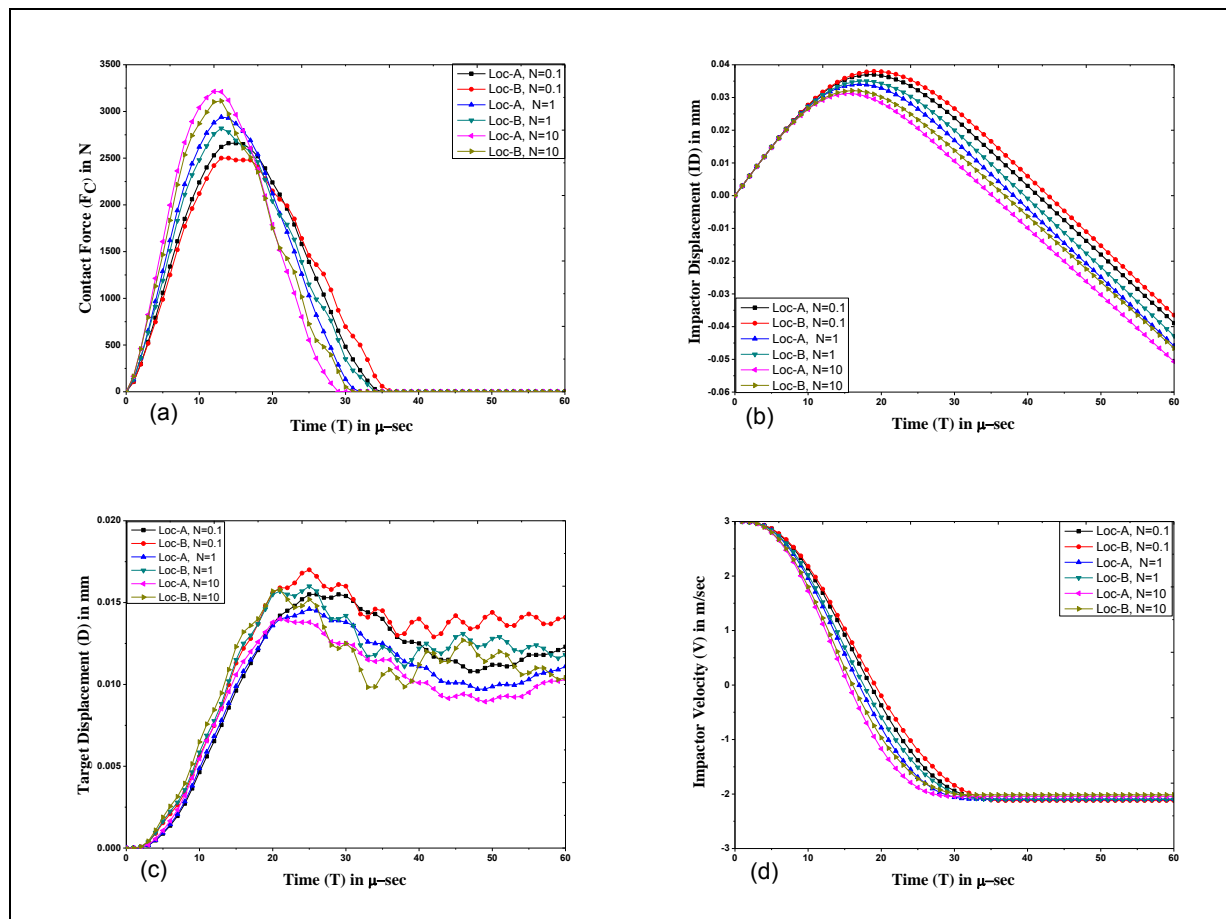 3500
3000
2500
2000
1500
1000
500
0
0 10 20 30 40 50 60
Contact Force (FC) in N
Time (T) in μ–sec
Loc-A, N=0.1
Loc-B, N=0.1
Loc-A, N=1
Loc-B, N=1
Loc-A, N=10
Loc-B, N=10
(a)
0.04
0.03
0.02
0.01
0.00
-0.01
-0.02
-0.03
-0.04
-0.05
-0.06
0 10 20 30 40 50 60
Impactor Displacement (ID) in mm
Time (T) in μ–sec
Loc-A, N=0.1
Loc-B, N=0.1
Loc-A, N=1
Loc-B, N=1
Loc-A, N=10
Loc-B, N=10
(b)
0.020
0.015
0.010
0.005
0.000
0 10 20 30 40 50 60
Target Displacement (D) in mm
Time (T) in μ–sec
Loc-A, N=0.1
Loc-B, N=0.1
Loc-A, N=1
Loc-B, N=1
Loc-A, N=10
Loc-B, N=10
(c)
3
2
1
0
-1
-2
-3
0 10 20 30 40 50 60
Impactor Velocity (V) in m/sec
Time (T) in μ–sec
Loc-A, N=0.1
Loc-B, N=0.1
Loc-A, N=1
Loc-B, N=1
Loc-A, N=10
Loc-B, N=10
(d)